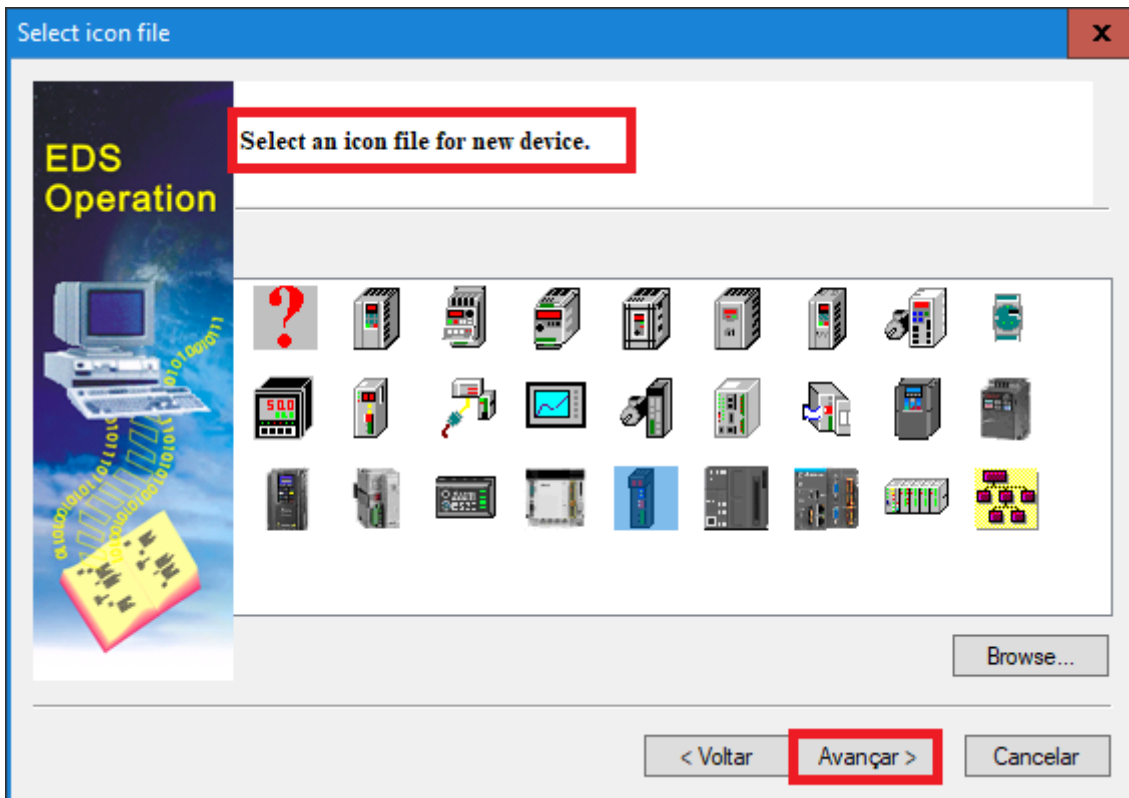 Select icon file
x
EDS
Operation
Select an icon file for new device.
Browse...
< Voltar
Avançar >
Cancelar